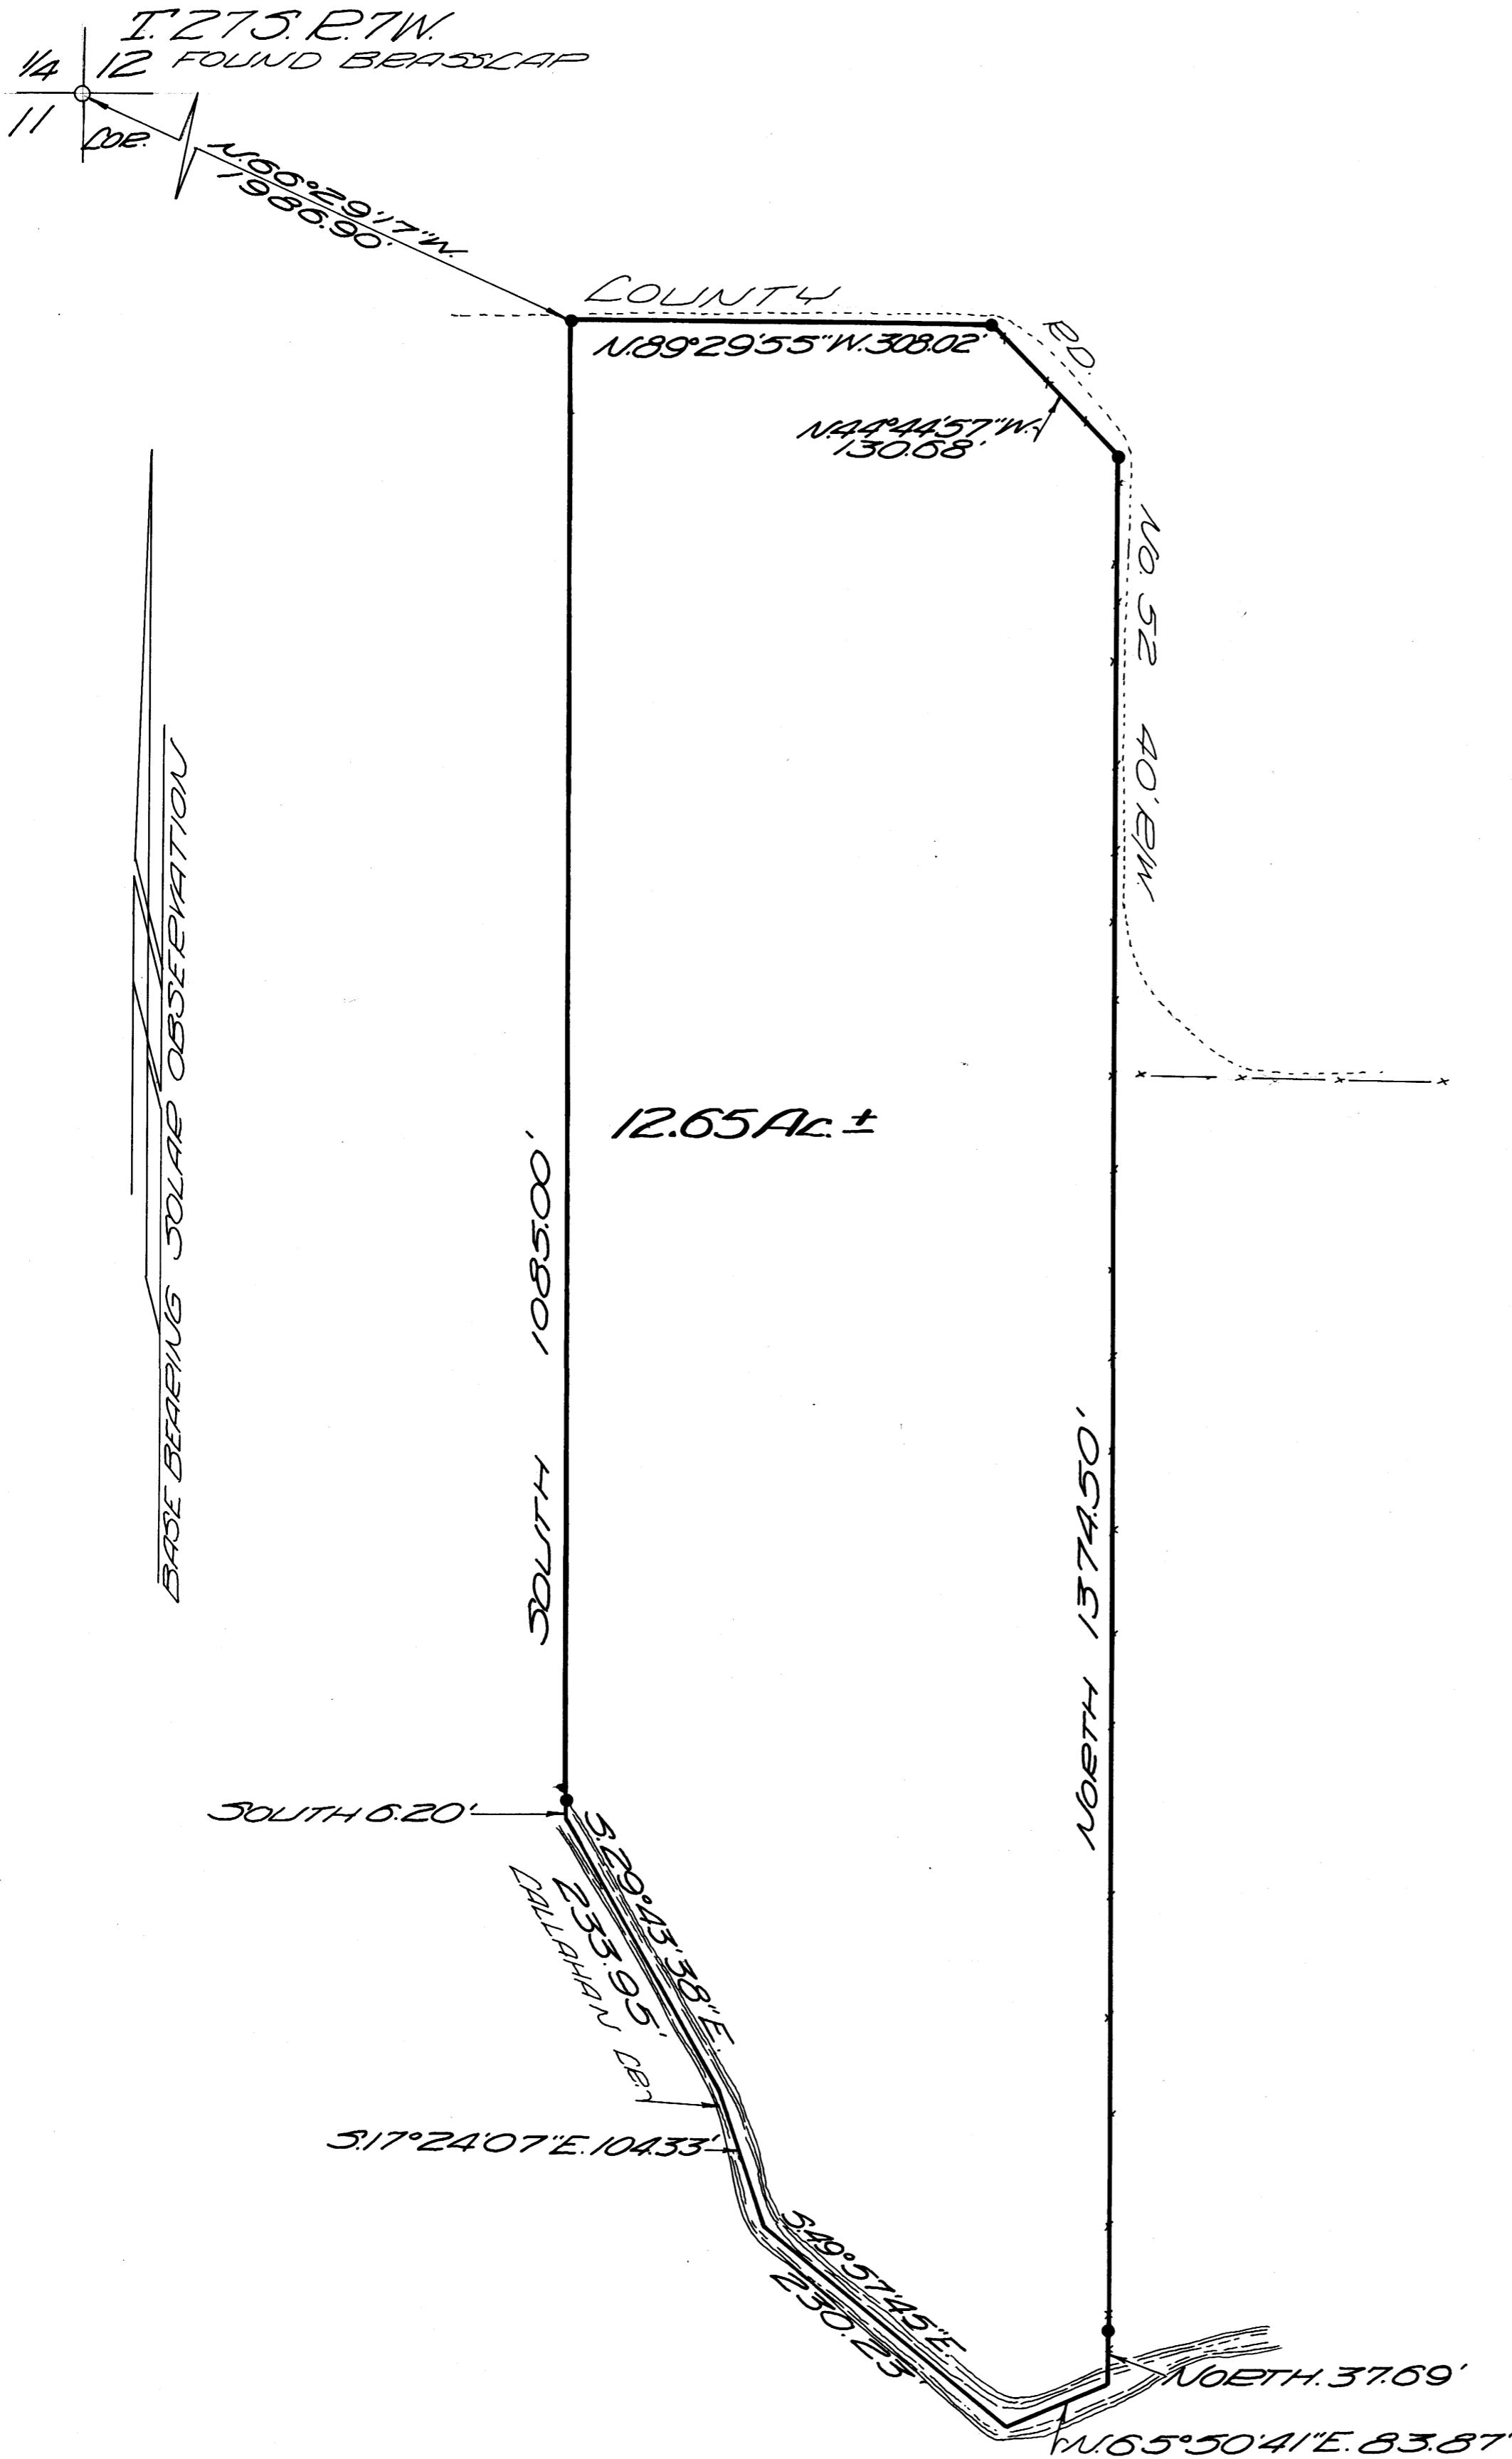 T. 27 S. R. 7 W.
1/4 12 FOUND BRASSCAP
11 COR.
N.66°29'17"W.
1986.90'
COUNTY
RD.
N.89°29'55"W. 308.02'
N.44°44'57"W.
130.68'
NO. 52 40' R/W
BASE BEARING SOLAR OBSERVATION
12.65 AC. ±
SOUTH 1085.00'
NORTH 1374.50'
SOUTH 6.20'
S.29°43'38"E.
233.95'
CALLAHAN CR.
S.17°24'07"E. 104.33'
S.49°57'45"E.
230.23'
NORTH. 37.69'
N.65°50'41"E. 83.87'